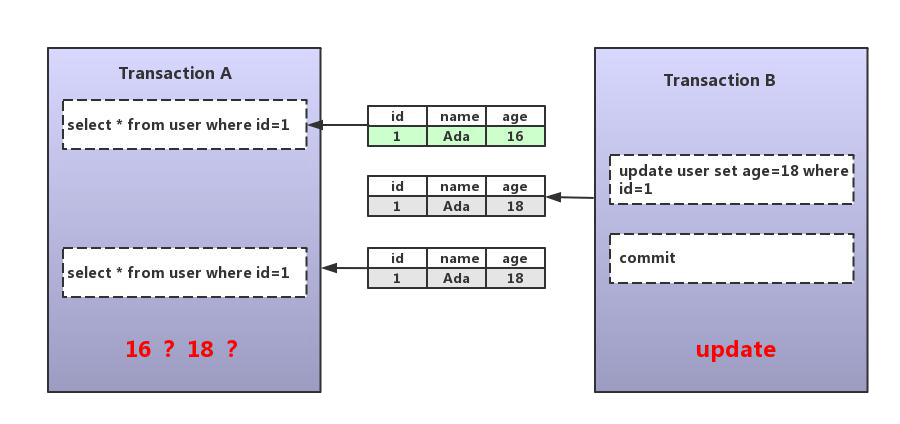 Transaction A
select * from user where id=1
id name age
1 Ada 16
id name age
1 Ada 18
select * from user where id=1
id name age
1 Ada 18
16 ? 18 ?
Transaction B
update user set age=18 where
id=1
commit
update